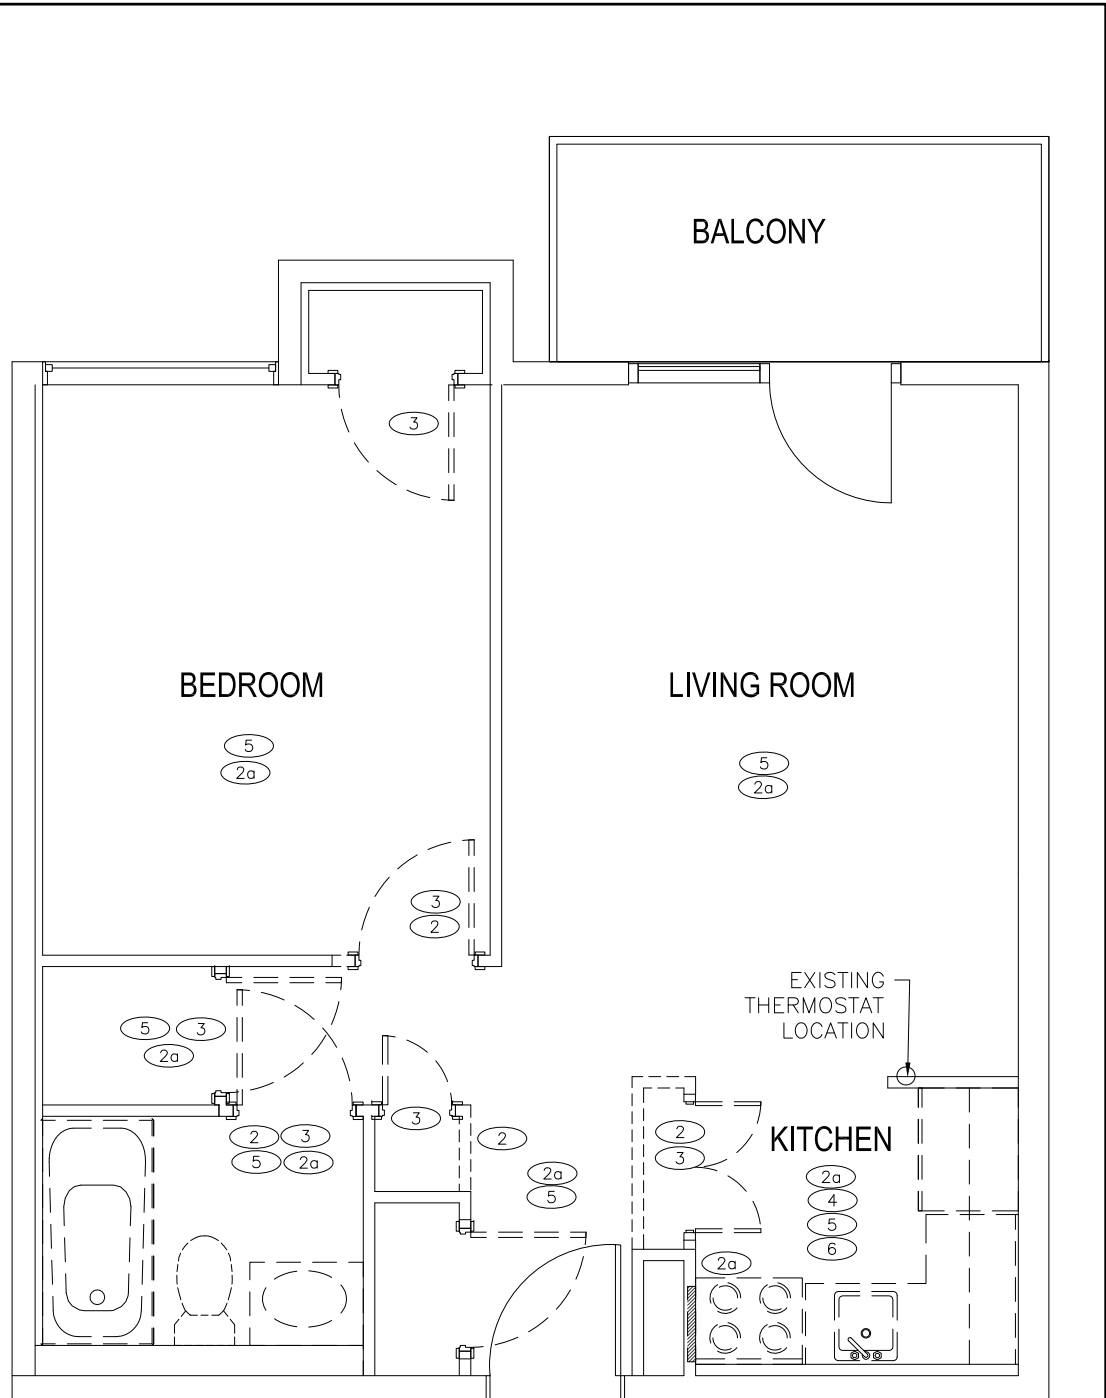 BALCONY
3
BEDROOM
LIVING ROOM
5
2a
5
2a
3
2
EXISTING
THERMOSTAT
LOCATION
5 3
2a
3
2 3
5 2a
2
2a
5
2
3
KITCHEN
2a
4
5
6
2a